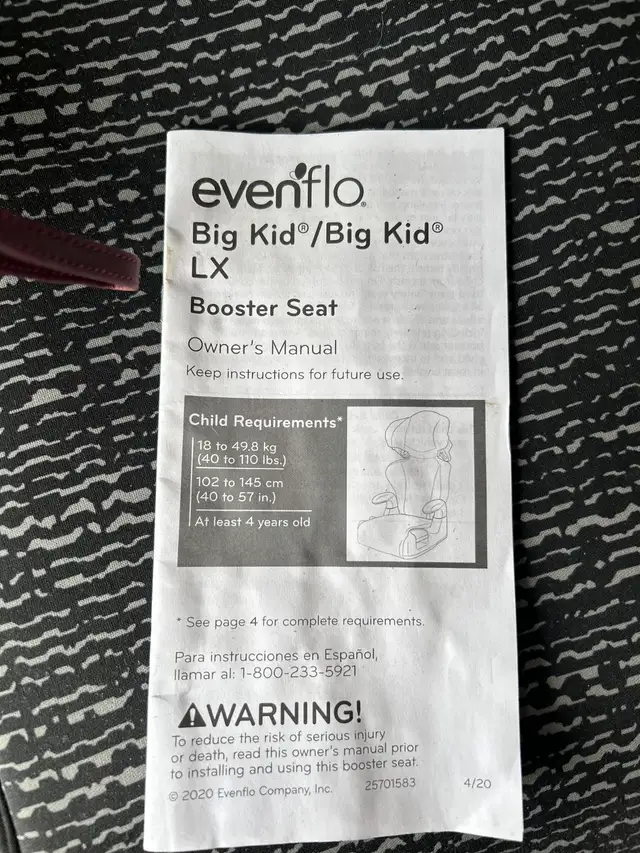 evenflo®
Big Kid®/Big Kid®
LX
Booster Seat
Owner's Manual
Keep instructions for future use.
Child Requirements*
18 to 49.8 kg
(40 to 110 lbs.)
102 to 145 cm
(40 to 57 in.)
At least 4 years old
* See page 4 for complete requirements.
Para instrucciones en Español,
llamar al: 1-800-233-5921
⚠WARNING!
To reduce the risk of serious injury
or death, read this owner's manual prior
to installing and using this booster seat.
© 2020 Evenflo Company, Inc. 25701583 4/20